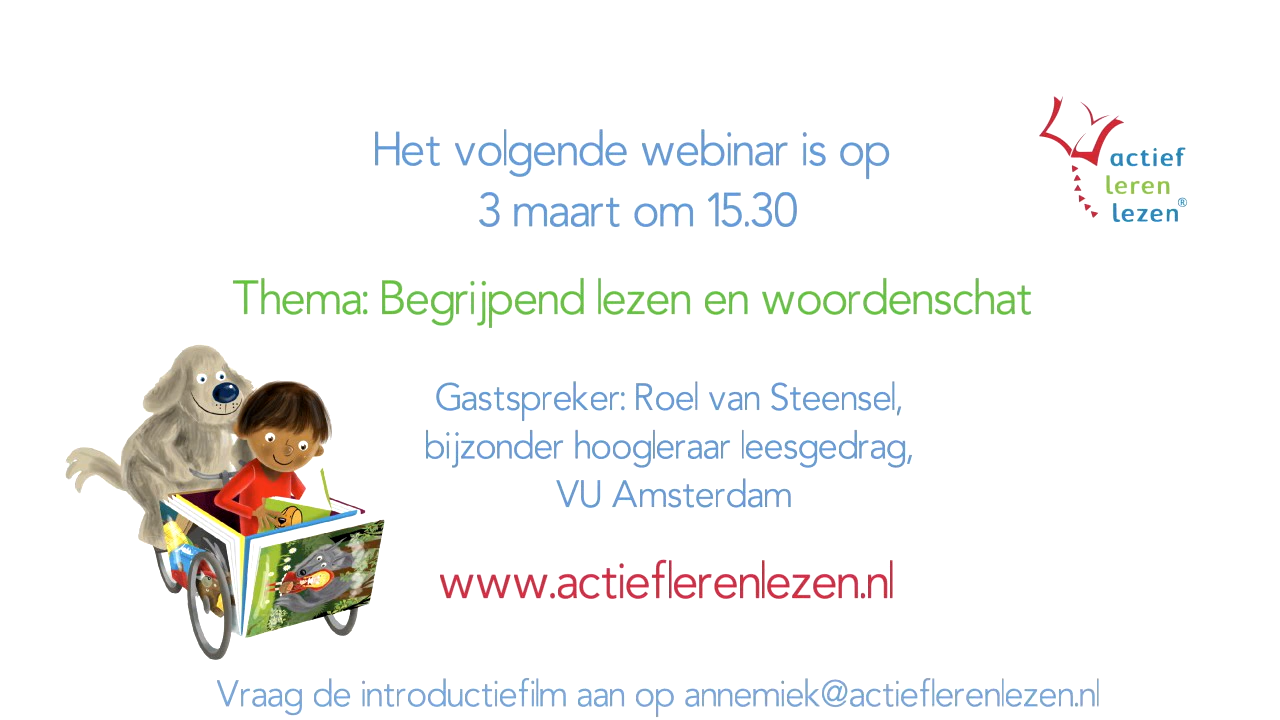 Het volgende webinar is op
3 maart om 15.30
actief
leren
lezen®
Thema: Begrijpend lezen en woordenschat
Gastspreker: Roel van Steensel,
bijzonder hoogleraar leesgedrag,
VU Amsterdam
www.actieflerenlezen.nl
Vraag de introductiefilm aan op annemiek@actieflerenlezen.nl